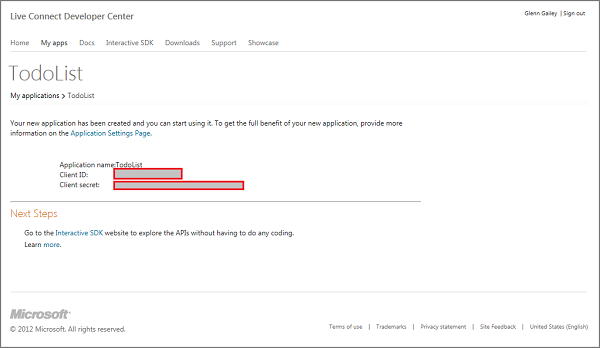 Live Connect Developer Center
Glenn Gailey | Sign out
Home My apps Docs Interactive SDK Downloads Support Showcase
TodoList
My applications > TodoList
Your new application has been created and you can start using it. To get the full benefit of your new application, provide more
information on the Application Settings Page.
Application name:TodoList
Client ID:
Client secret:
Next Steps
Go to the Interactive SDK website to explore the APIs without having to do any coding.
Learn more.
Microsoft
© 2012 Microsoft. All rights reserved.
Terms of use | Trademarks | Privacy statement | Site Feedback | United States (English)